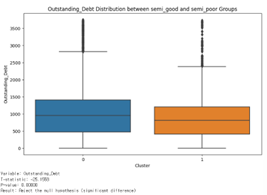 Outstanding_Debt Distribution between semi_good and semi_poor Groups
3500
3000
2500
2000
1500
1000
500
0
Outstanding_Debt
0
1
Cluster
Variable: Outstanding_Debt
T-statistic:
P-value: 0.00000
Result: Reject the null hypothesis (significant difference)